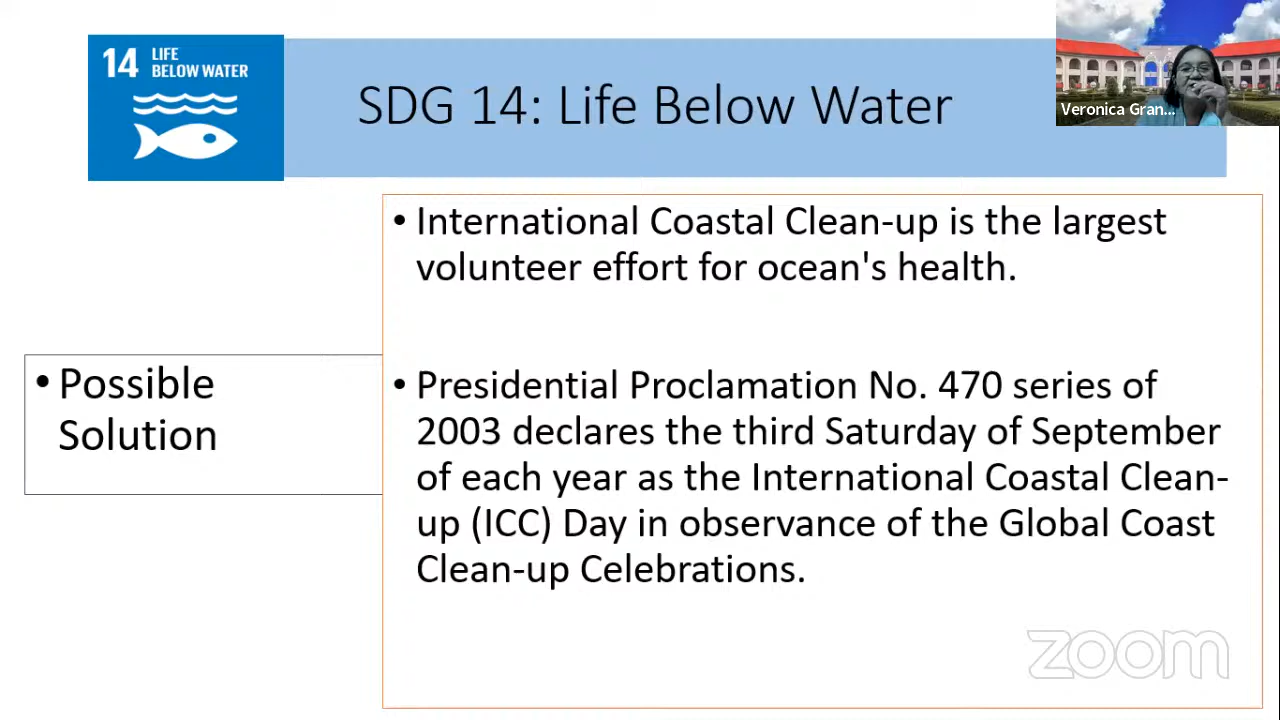 14 LIFE
BELOW WATER
SDG 14: Life Below Water
Veronica Gran...
• Possible
Solution
• International Coastal Clean-up is the largest
volunteer effort for ocean's health.
• Presidential Proclamation No. 470 series of
2003 declares the third Saturday of September
of each year as the International Coastal Clean-
up (ICC) Day in observance of the Global Coast
Clean-up Celebrations.
zoom